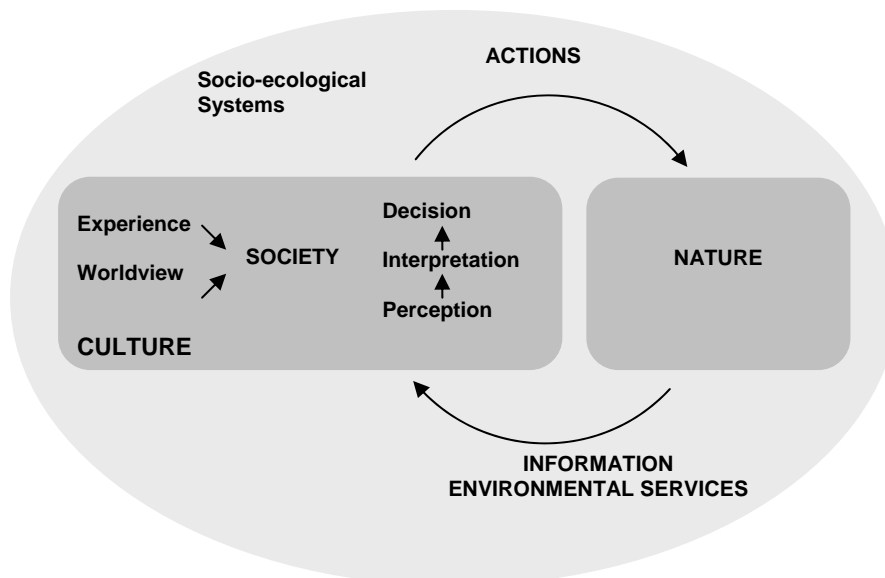 ACTIONS
Socio-ecological
Systems
Experience
Worldview
CULTURE
SOCIETY
Decision
Interpretation
Perception
NATURE
INFORMATION
ENVIRONMENTAL SERVICES